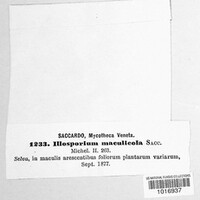 SACCARDO, Mycotheca Veneta.
1233. Illosporium maculicola SACC.
Michel. II. 263.
Selva, in maculis arescentibus foliorum plantarum variarum,
Sept. 1877.
1016937